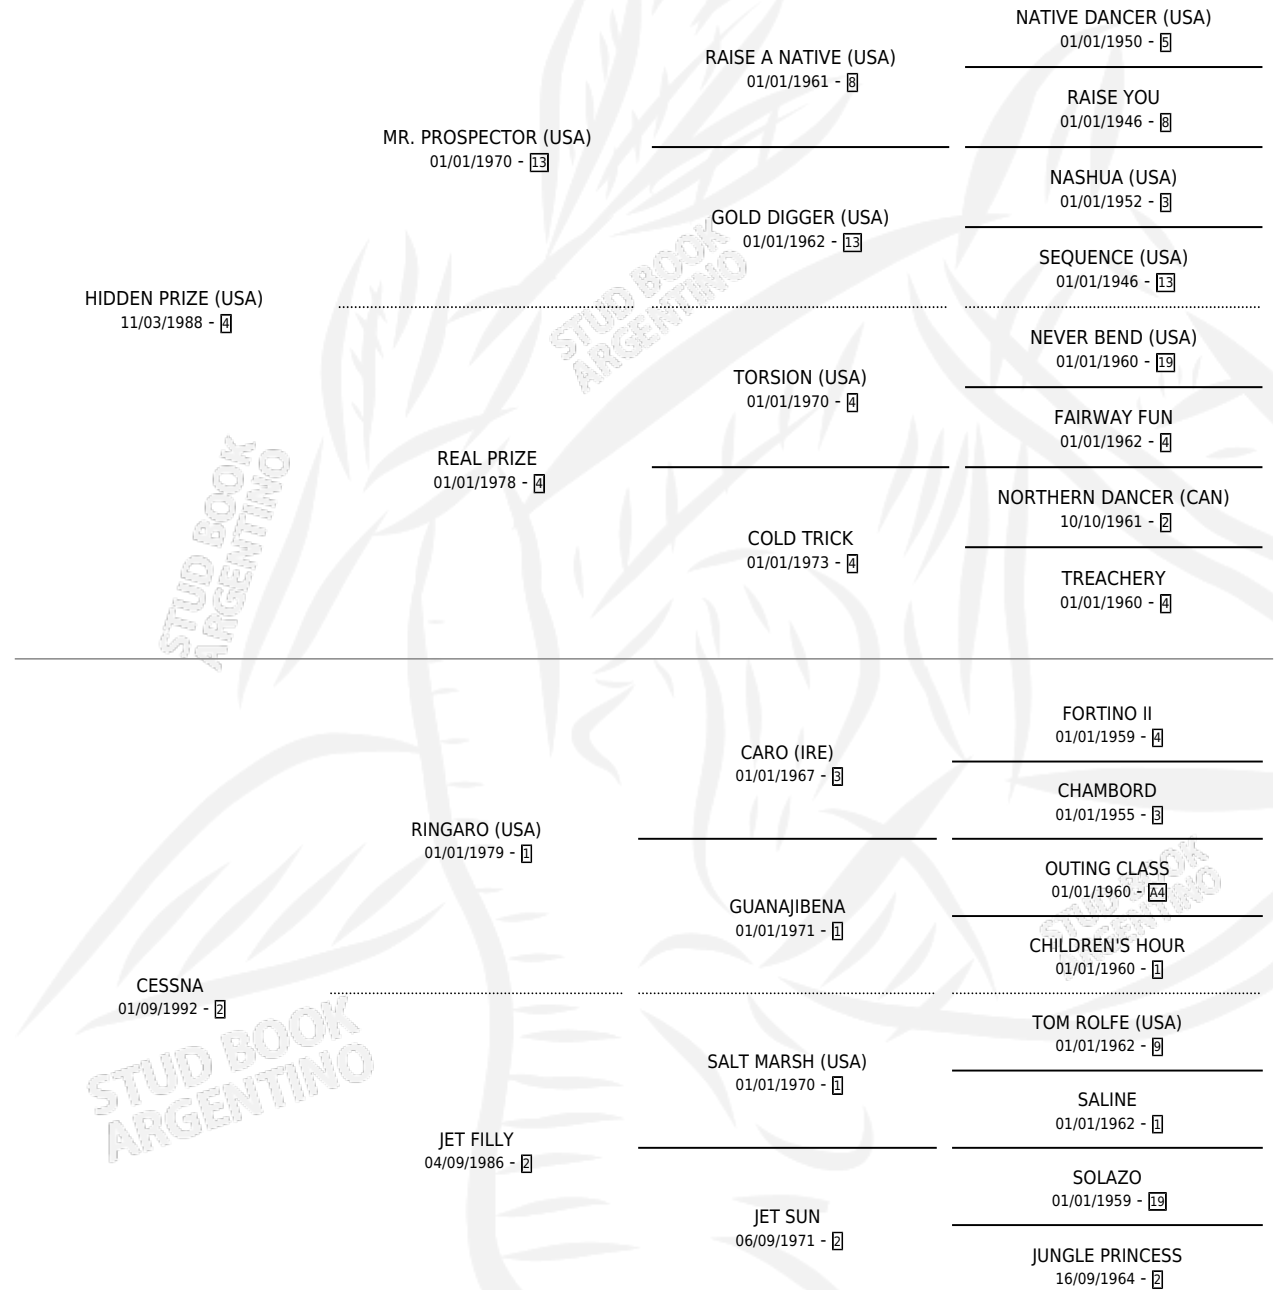 NATIVE DANCER (USA)
01/01/1950 - 5
RAISE A NATIVE (USA)
01/01/1961 - 8
RAISE YOU
01/01/1946 - 8
MR. PROSPECTOR (USA)
01/01/1970 - 13
NASHUA (USA)
01/01/1952 - 3
GOLD DIGGER (USA)
01/01/1962 - 13
SEQUENCE (USA)
01/01/1946 - 13
HIDDEN PRIZE (USA)
11/03/1988 - 4
NEVER BEND (USA)
01/01/1960 - 19
TORSION (USA)
01/01/1970 - 4
FAIRWAY FUN
01/01/1962 - 4
REAL PRIZE
01/01/1978 - 4
NORTHERN DANCER (CAN)
10/10/1961 - 2
COLD TRICK
01/01/1973 - 4
TREACHERY
01/01/1960 - 4
FORTINO II
01/01/1959 - 4
CARO (IRE)
01/01/1967 - 3
CHAMBORD
01/01/1955 - 3
RINGARO (USA)
01/01/1979 - 1
OUTING CLASS
01/01/1960 - A4
GUANAJIBENA
01/01/1971 - 1
CHILDREN'S HOUR
01/01/1960 - 1
CESSNA
01/09/1992 - 2
TOM ROLFE (USA)
01/01/1962 - 9
SALT MARSH (USA)
01/01/1970 - 1
SALINE
01/01/1962 - 1
JET FILLY
04/09/1986 - 2
SOLAZO
01/01/1959 - 19
JET SUN
06/09/1971 - 2
JUNGLE PRINCESS
16/09/1964 - 2
STUD BOOK
ARGENTINO
STUD BOOK
ARGENTINO
STUD BOOK
ARGENTINO
STUD BOOK
ARGENTINO